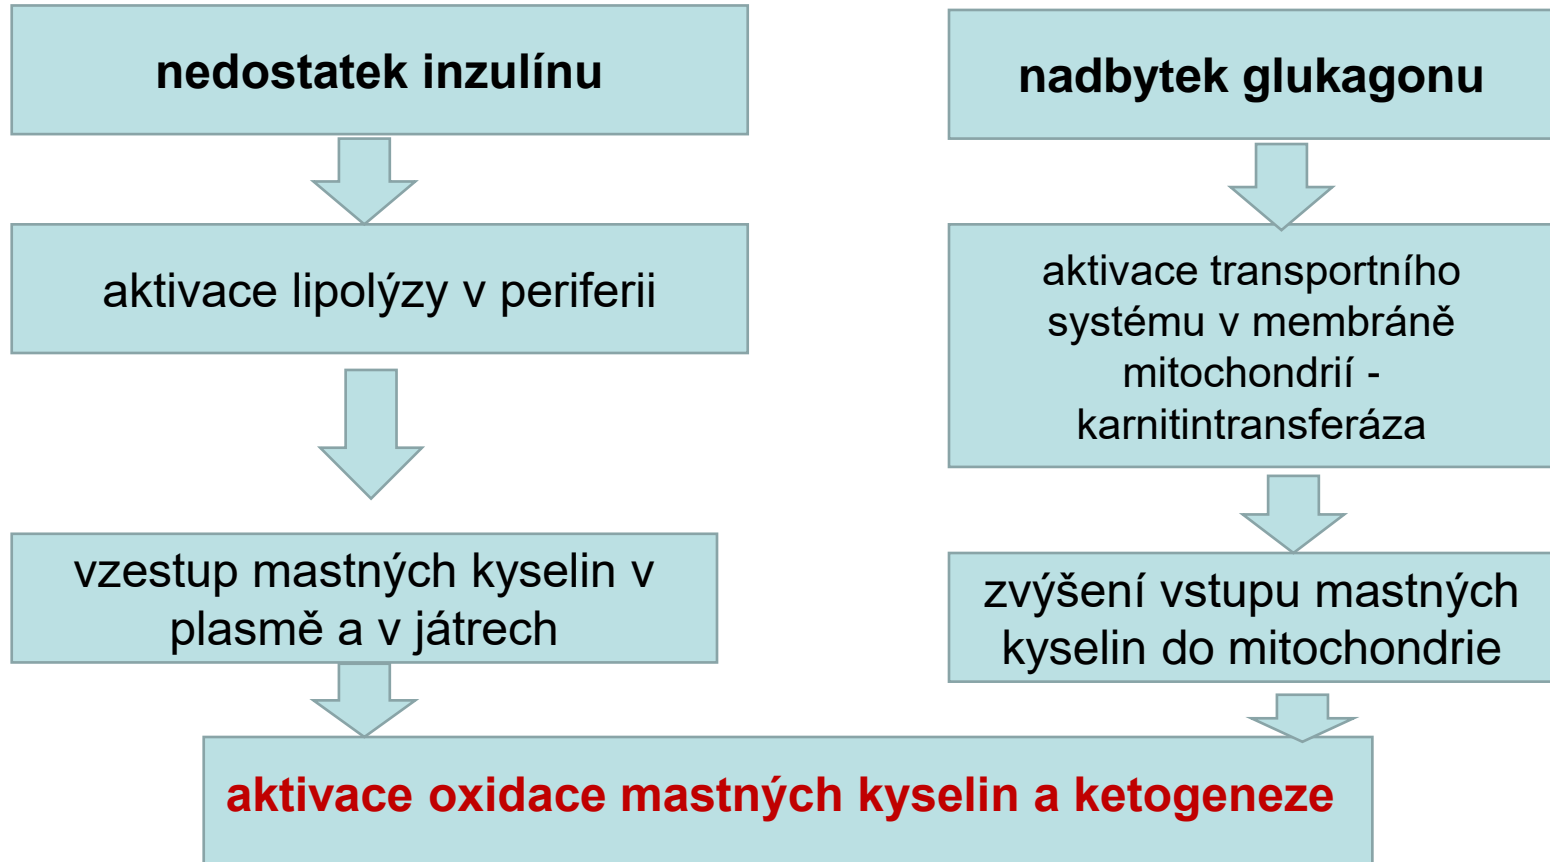 nedostatek inzulínu
nadbytek glukagonu
aktivace lipolýzy v periferii
aktivace transportního
systému v membráně
mitochondrií -
karnitintransferáza
vzestup mastných kyselin v
plasmě a v játrech
zvýšení vstupu mastných
kyselin do mitochondrie
aktivace oxidace mastných kyselin a ketogeneze